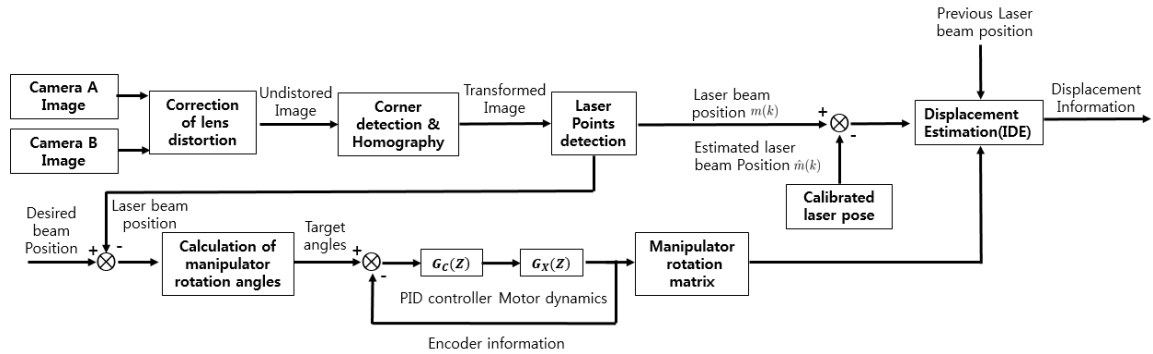 Previous Laser
beam position
Camera A
Image
Camera B
Image
Correction
of lens
distortion
Undistored
Image
Corner
detection &
Homography
Transformed
Image
Laser
Points
detection
Laser beam
position m(k)
+
-
Estimated laser
beam Position m̂(k)
Calibrated
laser pose
Displacement
Estimation(IDE)
Displacement
Information
Desired
beam
Position
+
-
Laser beam
position
Calculation of
manipulator
rotation angles
Target
angles
+
-
G_C(Z)
G_X(Z)
PID controller Motor dynamics
Encoder information
Manipulator
rotation
matrix